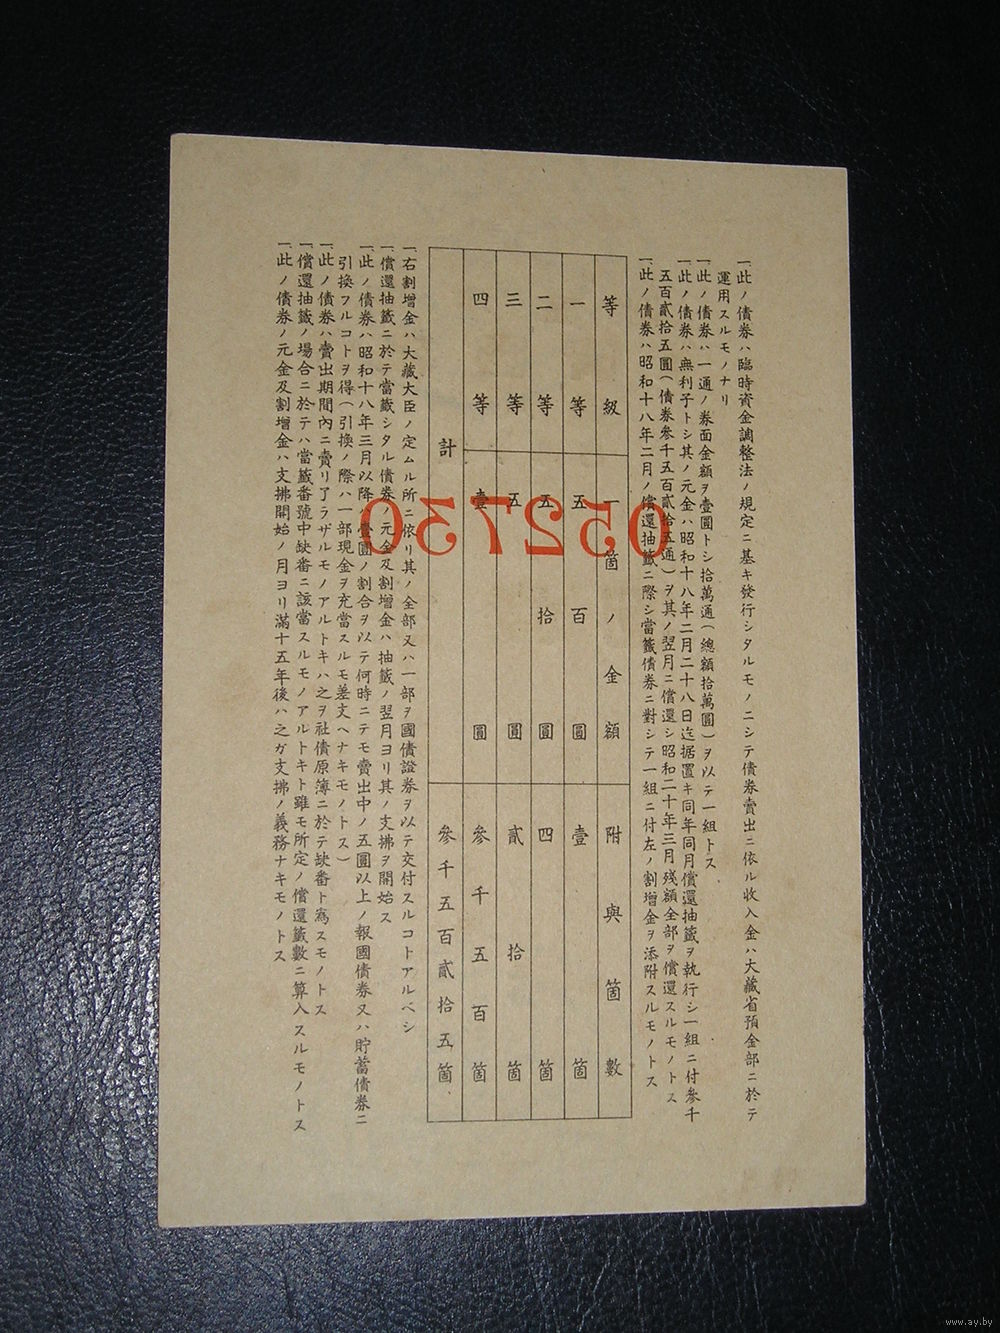 一、此ノ債券ハ臨時資金調整法ノ規定ニ基キ發行シタルモノニシテ債券賣出ニ依ル收入金ハ大藏省預金部ニ於テ
運用スルモノナリ
一、此ノ債券ハ一通ノ券面金額ヲ壹圓トシ拾萬通(總額拾萬圓)ヲ以テ一組トス
一、此ノ債券ハ無利子トシ其ノ元金ハ昭和十八年二月二十八日迄据置キ同年同月償還抽籤ヲ執行シ一組ニ付參千
五百貳拾五圓(債券參千五百貳拾五通)ヲ其ノ翌月ニ償還シ昭和二十年三月殘額全部ヲ償還スルモノトス
一、此ノ債券ハ昭和十八年二月ノ償還抽籤ニ際シ當籤債券ニ對シテ一組ニ付左ノ割增金ヲ添附スルモノトス
等級 一箇ノ金額 附與箇數
一等 五百圓 壹箇
二等 五拾圓 四箇
三等 五圓 貳拾箇
四等 壹圓 參千五百箇
計 參千五百貳拾五箇
一、右割增金ハ大藏大臣ノ定ムル所ニ依リ其ノ全部又ハ一部ヲ國債證券ヲ以テ交付スルコトアルベシ
一、償還抽籤ニ於テ當籤シタル債券ノ元金及割增金ハ抽籤ノ翌月ヨリ其ノ支拂ヲ開始ス
一、此ノ債券ハ昭和十八年三月以降ハ壹圓ノ割合ヲ以テ何時ニテモ賣出中ノ五圓以上ノ報國債券又ハ貯蓄債券ニ
引換フルコトヲ得(引換ノ際ハ一部現金ヲ充當スルモ差支ヘナキモノトス)
一、此ノ債券ハ賣出期間內ニ賣リ了ラザルモノアルトキハ之ヲ社債原簿ニ於テ缺番ト爲スモノトス
一、償還抽籤ノ場合ニ於テハ當籤番號中缺番ニ該當スルモノアルトキト雖モ所定ノ償還籤數ニ算入スルモノトス
一、此ノ債券ノ元金及割增金ハ支拂開始ノ月ヨリ滿十五年後ハ之ガ支拂ノ義務ナキモノトス
052730
www.ay.by